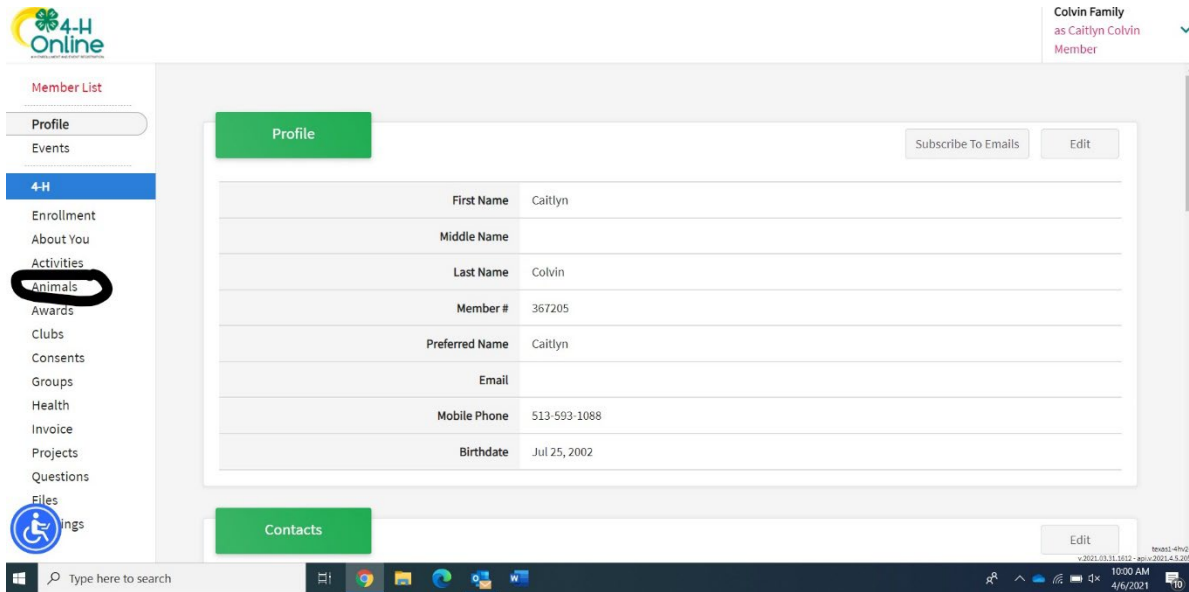 4-H
Online
Colvin Family
as Caitlyn Colvin
Member
Member List
Profile
Events
4-H
Enrollment
About You
Activities
Animals
Awards
Clubs
Consents
Groups
Health
Invoice
Projects
Questions
Files
ings
Profile
Subscribe To Emails
Edit
First Name Caitlyn
Middle Name
Last Name Colvin
Member # 367205
Preferred Name Caitlyn
Email
Mobile Phone 513-593-1088
Birthdate Jul 25, 2002
Contacts
Edit
Type here to search
10:00 AM
4/6/2021
10